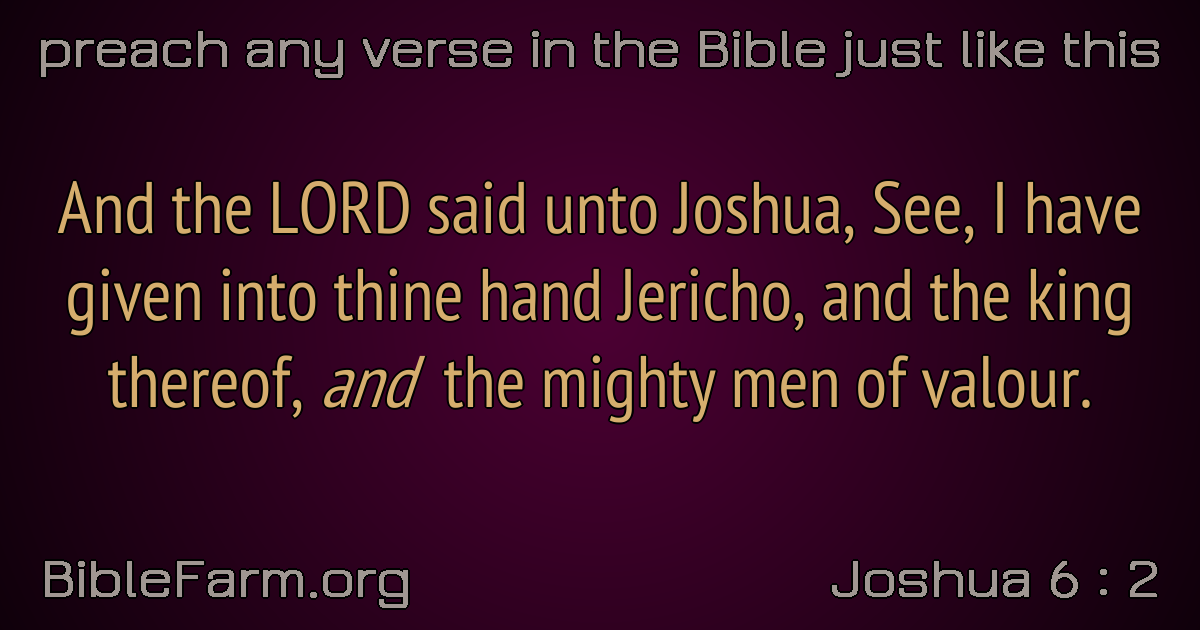 preach any verse in the Bible just like this
And the LORD said unto Joshua, See, I have
given into thine hand Jericho, and the king
thereof, and the mighty men of valour.
BibleFarm.org
Joshua 6 : 2